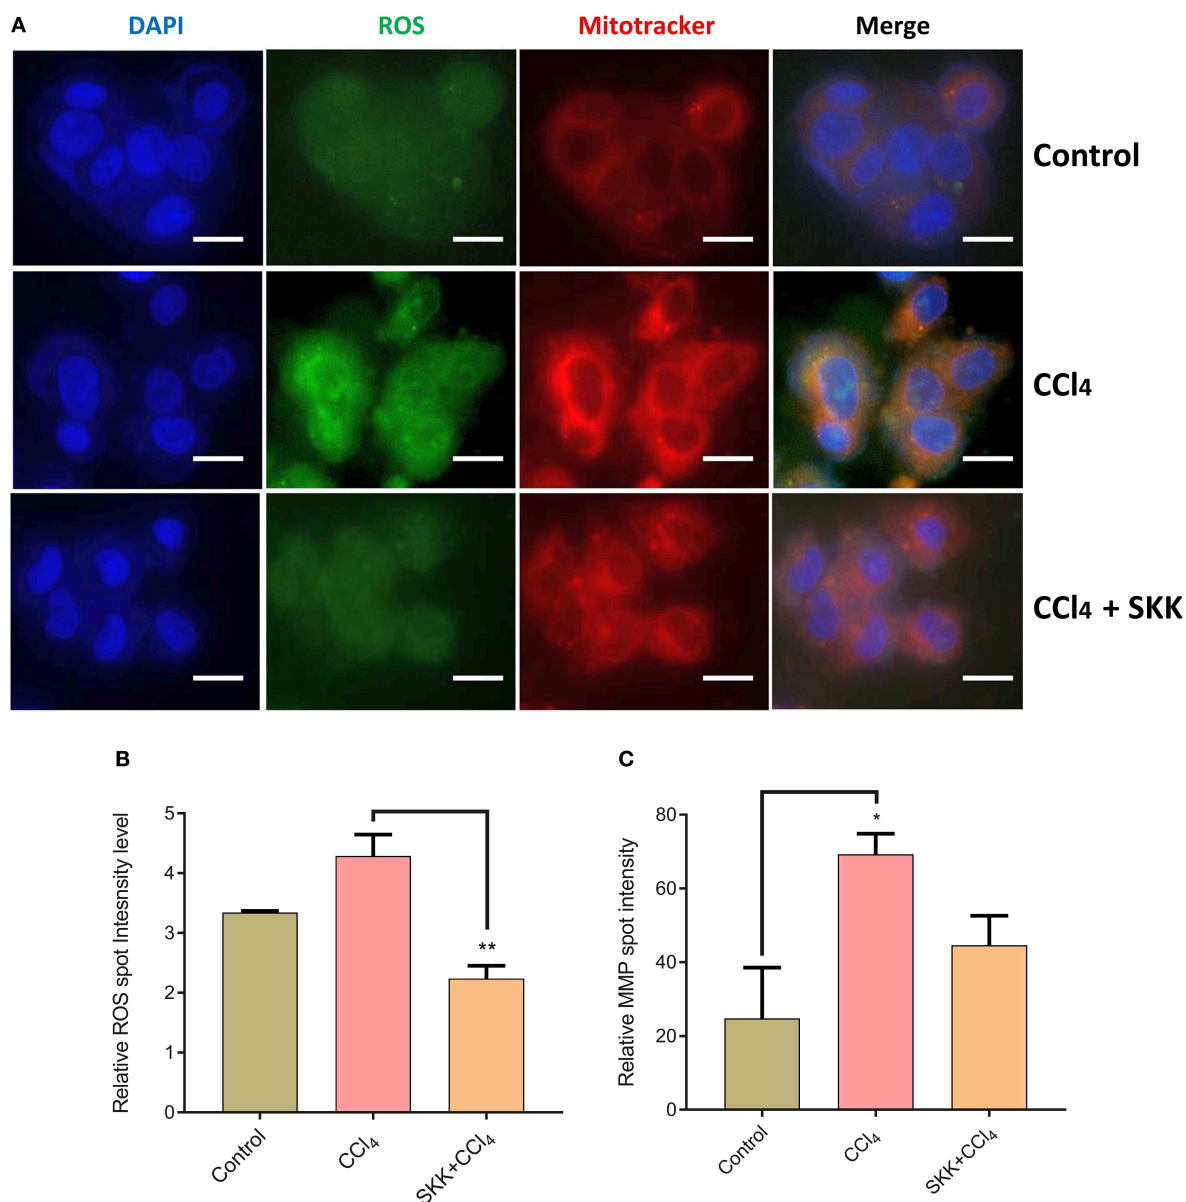 A
DAPI
ROS
Mitotracker
Merge
Control
CCl4
CCl4 + SKK
B
Relative ROS spot Intesnsity level
5
4
3
2
1
0
**
Control
CCl4
SKK+CCl4
C
Relative MMP spot intensity
80
60
40
20
0
*
Control
CCl4
SKK+CCl4